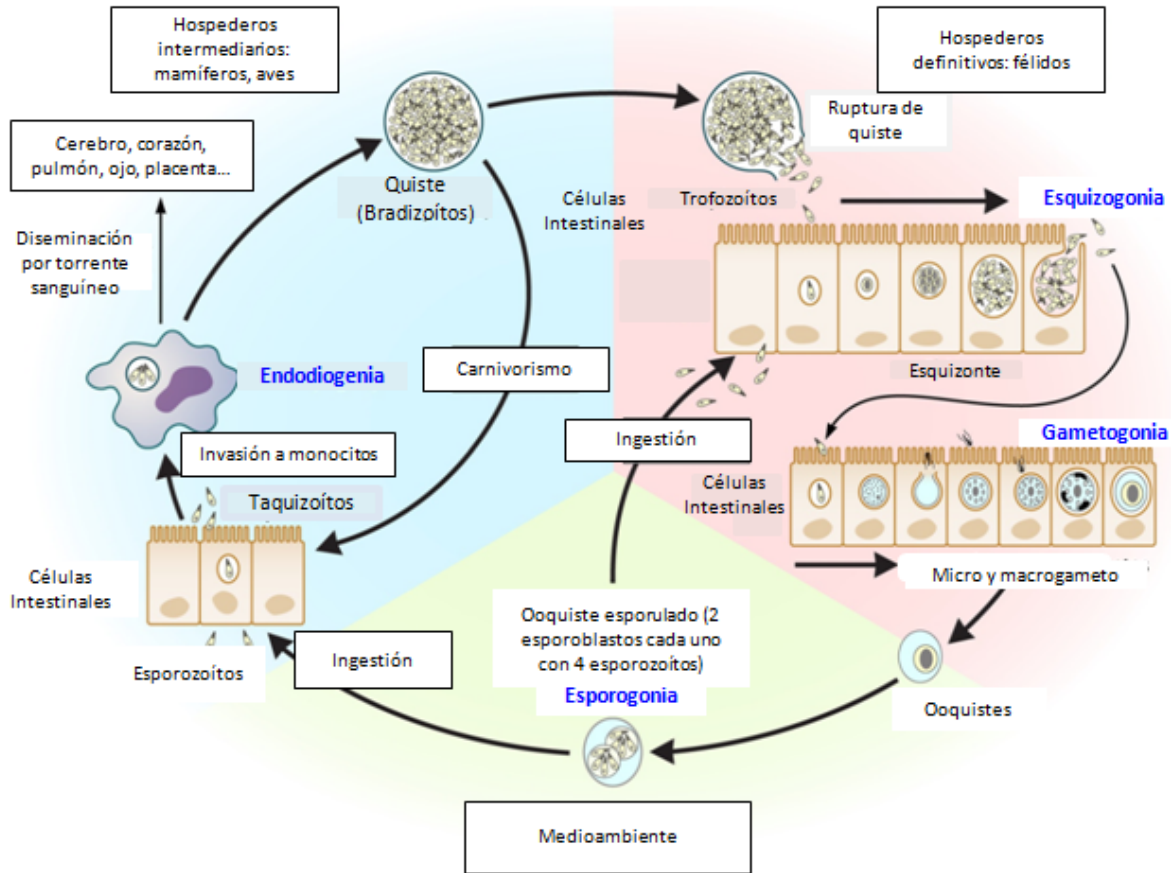 Hospederos
intermediarios:
mamíferos, aves
Hospederos
definitivos: félidos
Cerebro, corazón,
pulmón, ojo, placenta...
Ruptura de
quiste
Quiste
(Bradizoítos)
Células
Intestinales
Trofozoítos
Esquizogonia
Diseminación
por torrente
sanguíneo
Endodiogenia
Carnivorismo
Esquizonte
Ingestión
Gametogonia
Invasión a monocitos
Taquizoítos
Células
Intestinales
Micro y macrogameto
Células
Intestinales
Ooquiste esporulado (2
esporoblastos cada uno
con 4 esporozoítos)
Esporogonia
Esporozoítos
Ingestión
Ooquistes
Medioambiente